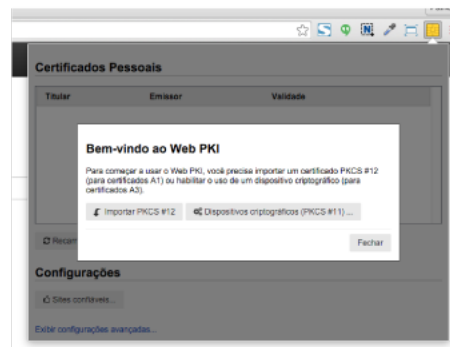 Certificados Pessoais
Titular Emissor Validade
Bem-vindo ao Web PKI
Para começar a usar o Web PKI, você precisa importar um certificado PKCS #12
(para certificados A1) ou habilitar o uso de um dispositivo criptográfico (para
certificados A3).
Importar PKCS #12 Dispositivos criptográficos (PKCS #11) ...
Recarr
Fechar
Configurações
Sites confiáveis...
Exibir configurações avançadas...